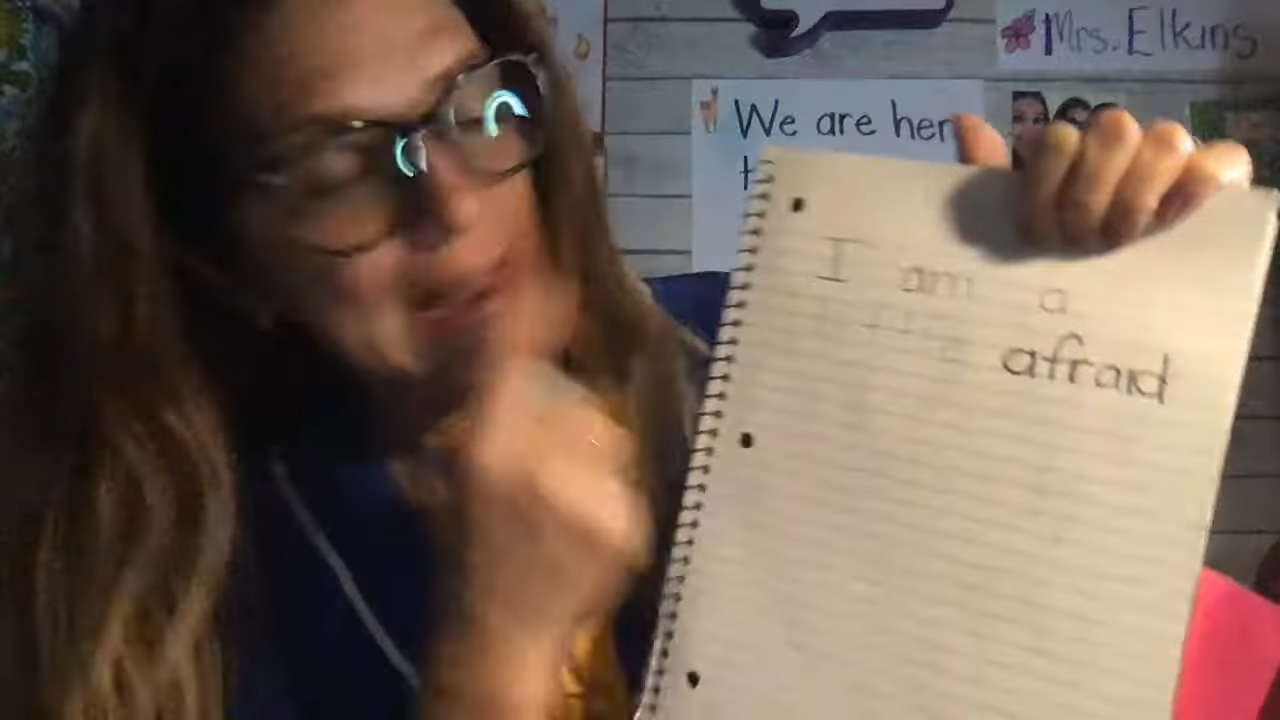 Mrs. Elkins
We are her
t
I am a
afraid